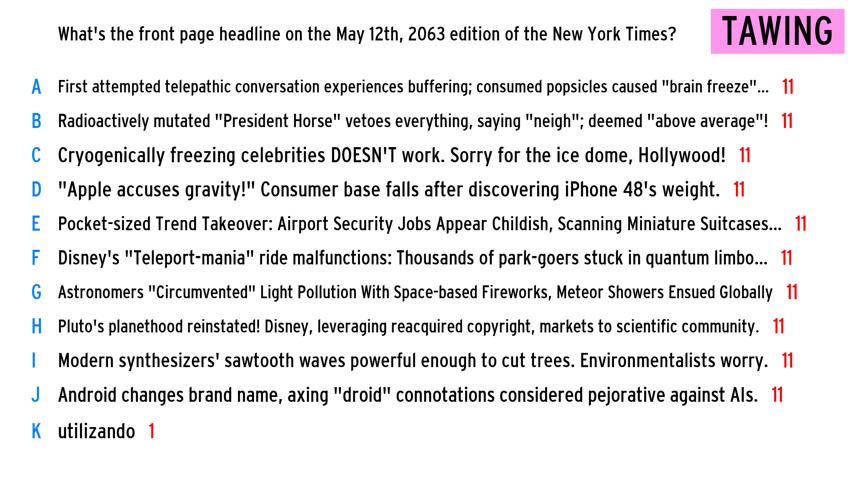 What's the front page headline on the May 12th, 2063 edition of the New York Times?
TAWING
A First attempted telepathic conversation experiences buffering; consumed popsicles caused "brain freeze"... 11
B Radioactively mutated "President Horse" vetoes everything, saying "neigh"; deemed "above average"! 11
C Cryogenically freezing celebrities DOESN'T work. Sorry for the ice dome, Hollywood! 11
D "Apple accuses gravity!" Consumer base falls after discovering iPhone 48's weight. 11
E Pocket-sized Trend Takeover: Airport Security Jobs Appear Childish, Scanning Miniature Suitcases... 11
F Disney's "Teleport-mania" ride malfunctions: Thousands of park-goers stuck in quantum limbo... 11
G Astronomers "Circumvented" Light Pollution With Space-based Fireworks, Meteor Showers Ensued Globally 11
H Pluto's planethood reinstated! Disney, leveraging reacquired copyright, markets to scientific community. 11
I Modern synthesizers' sawtooth waves powerful enough to cut trees. Environmentalists worry. 11
J Android changes brand name, axing "droid" connotations considered pejorative against AIs. 11
K utilizando 1